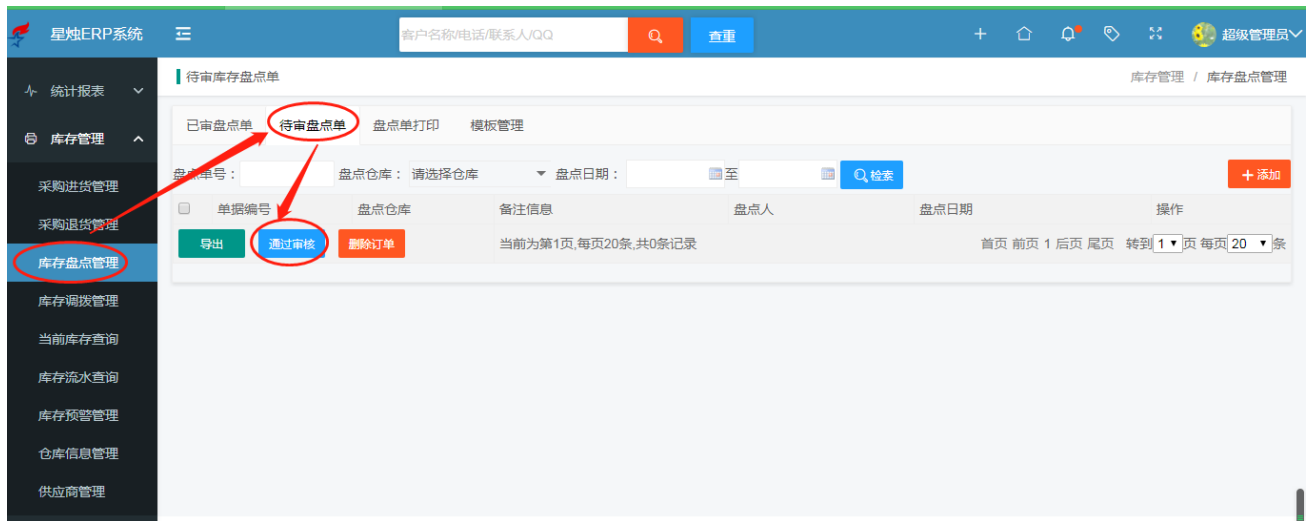 星烛ERP系统 客户名称/电话/联系人/QQ 查重 超级管理员
统计报表
库存管理
采购进货管理
采购退货管理
库存盘点管理
库存调拨管理
当前库存查询
库存流水查询
库存预警管理
仓库信息管理
供应商管理
待审库存盘点单 库存管理 / 库存盘点管理
已审盘点单 待审盘点单 盘点单打印 模板管理
盘点单号： 盘点仓库： 请选择仓库 盘点日期： 至 检索 添加
单据编号 盘点仓库 备注信息 盘点人 盘点日期 操作
导出 通过审核 删除订单 当前为第1页,每页20条,共0条记录 首页 前页 1 后页 尾页 转到 1 页 每页 20 条